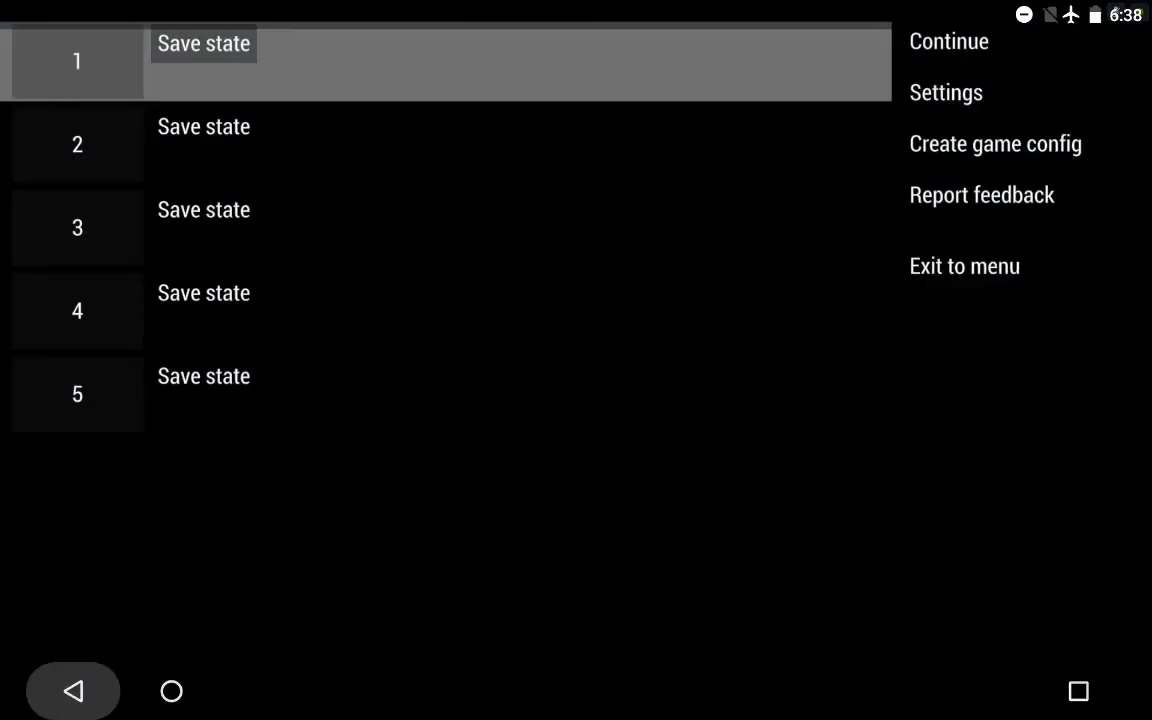 6:38
1
Save state
2
Save state
3
Save state
4
Save state
5
Save state
Continue
Settings
Create game config
Report feedback
Exit to menu